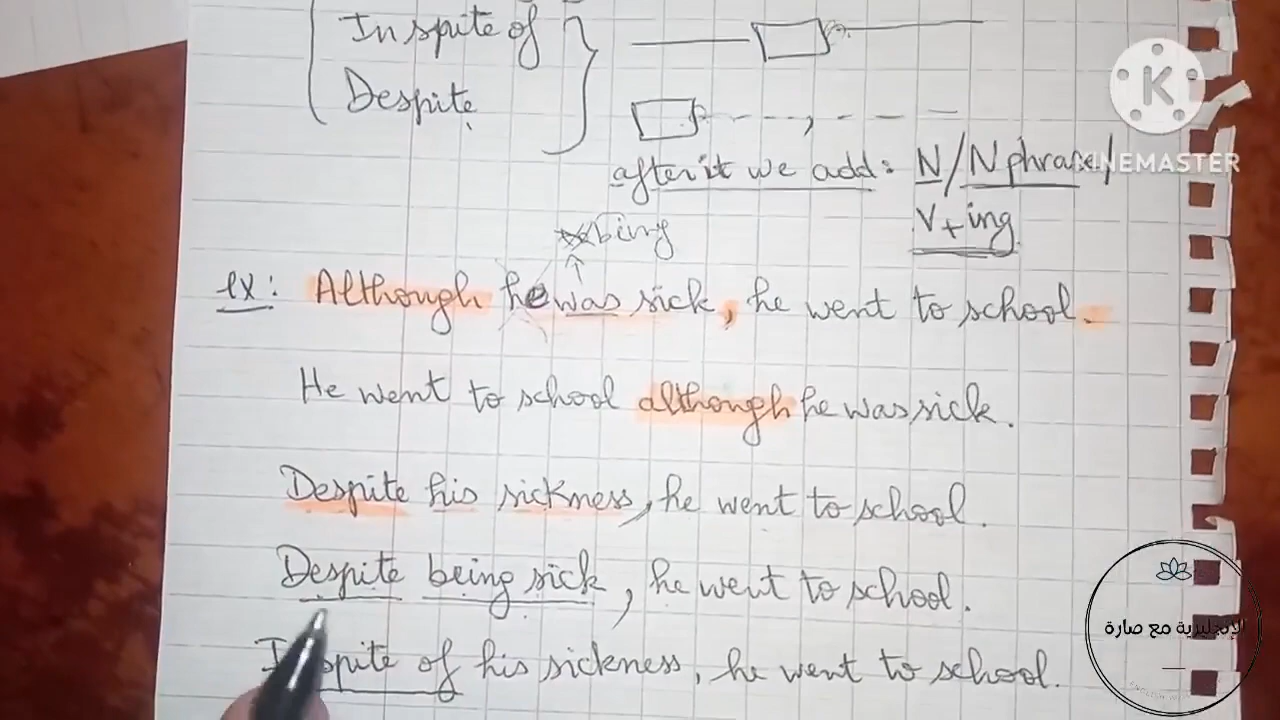 In spite of
Despite
after it we add: N/N phrase/
V+ing
being
ex: Although he was sick, he went to school.
He went to school although he was sick.
Despite his sickness, he went to school.
Despite being sick, he went to school.
In spite of his sickness, he went to school.
KINEMASTER
الإنجليزية مع صارة